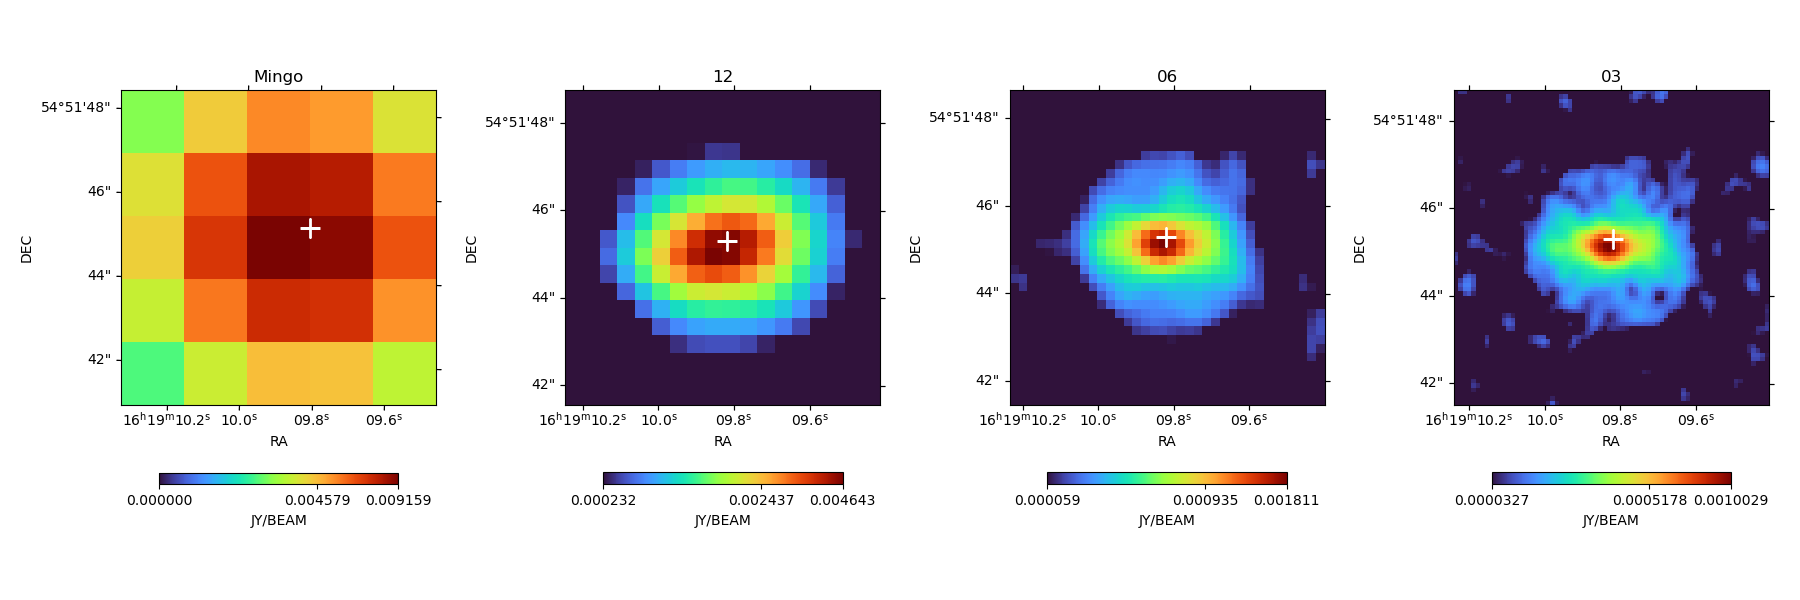 Mingo
54°51'48"
46"
44"
42"
DEC
16h19m10.2s 10.0s 09.8s 09.6s
RA
0.000000 0.004579 0.009159
JY/BEAM
12
54°51'48"
46"
44"
42"
DEC
16h19m10.2s 10.0s 09.8s 09.6s
RA
0.000232 0.002437 0.004643
JY/BEAM
06
54°51'48"
46"
44"
42"
DEC
16h19m10.2s 10.0s 09.8s 09.6s
RA
0.000059 0.000935 0.001811
JY/BEAM
03
54°51'48"
46"
44"
42"
DEC
16h19m10.2s 10.0s 09.8s 09.6s
RA
0.0000327 0.0005178 0.0010029
JY/BEAM